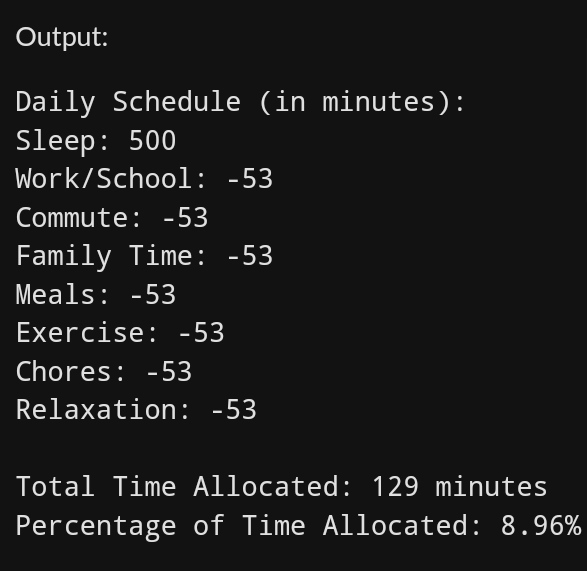 Output:
Daily Schedule (in minutes):
Sleep: 500
Work/School: -53
Commute: -53
Family Time: -53
Meals: -53
Exercise: -53
Chores: -53
Relaxation: -53
Total Time Allocated: 129 minutes
Percentage of Time Allocated: 8.96%